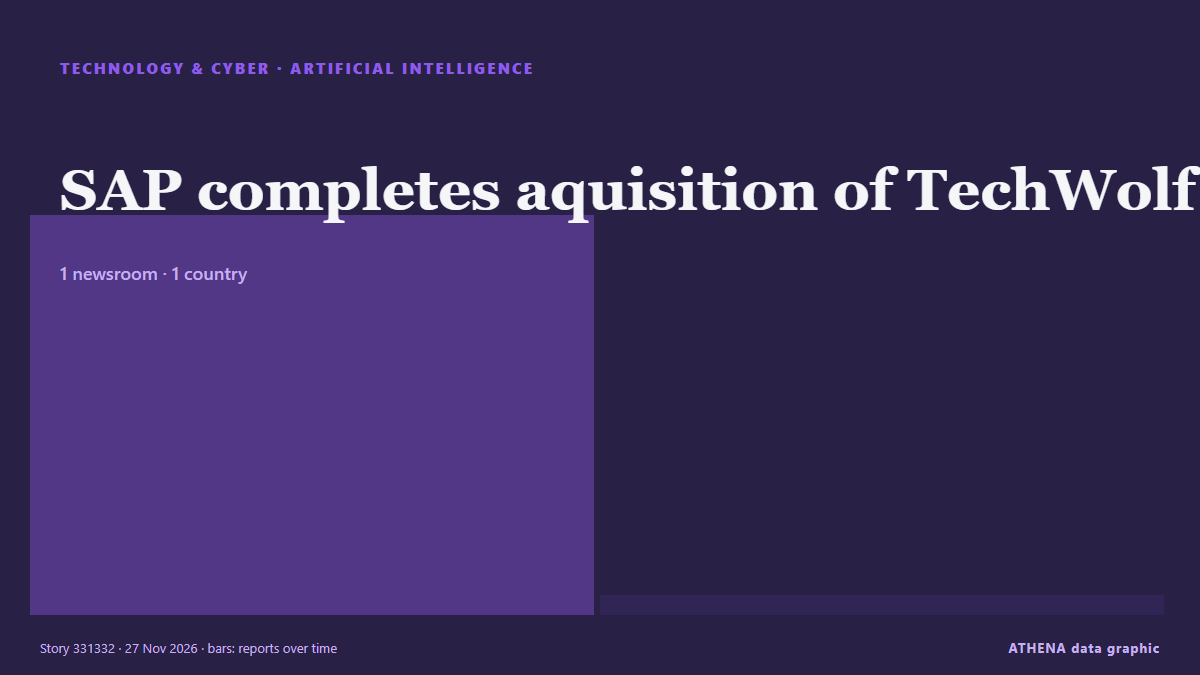 TECHNOLOGY & CYBER · ARTIFICIAL INTELLIGENCE
SAP completes aquisition of TechWolf
1 newsroom · 1 country
Story 331332 · 27 Nov 2026 · bars: reports over time
ATHENA data graphic